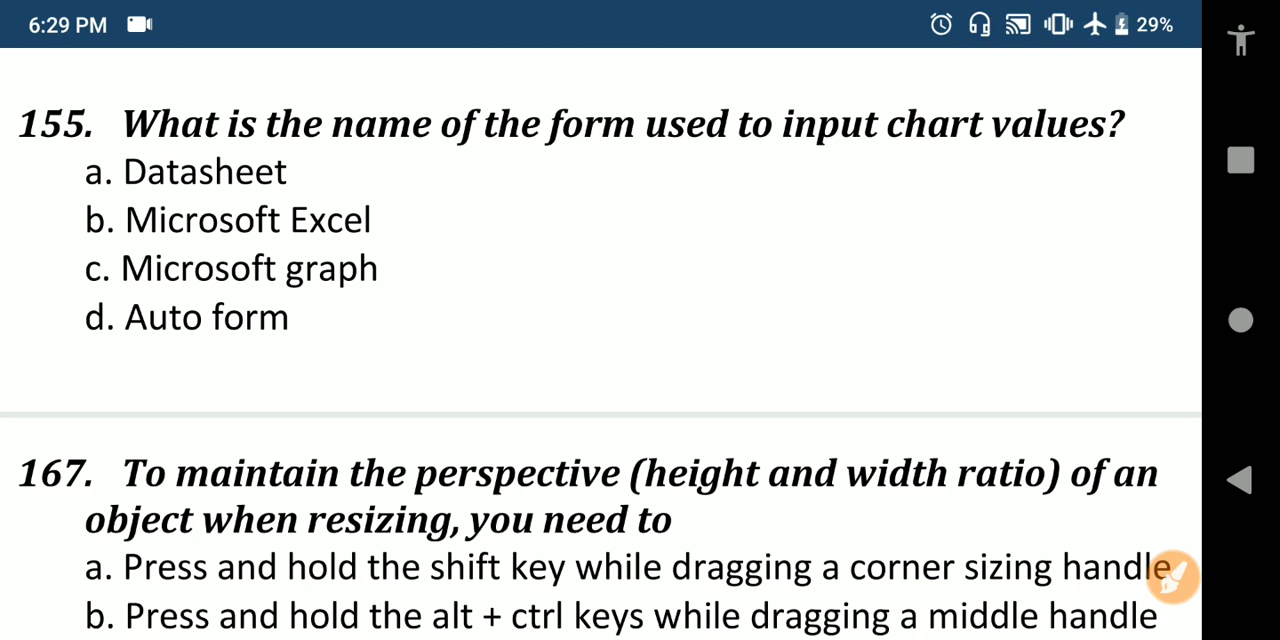 6:29 PM 29%
155. What is the name of the form used to input chart values?
a. Datasheet
b. Microsoft Excel
c. Microsoft graph
d. Auto form
167. To maintain the perspective (height and width ratio) of an
object when resizing, you need to
a. Press and hold the shift key while dragging a corner sizing handle
b. Press and hold the alt + ctrl keys while dragging a middle handle